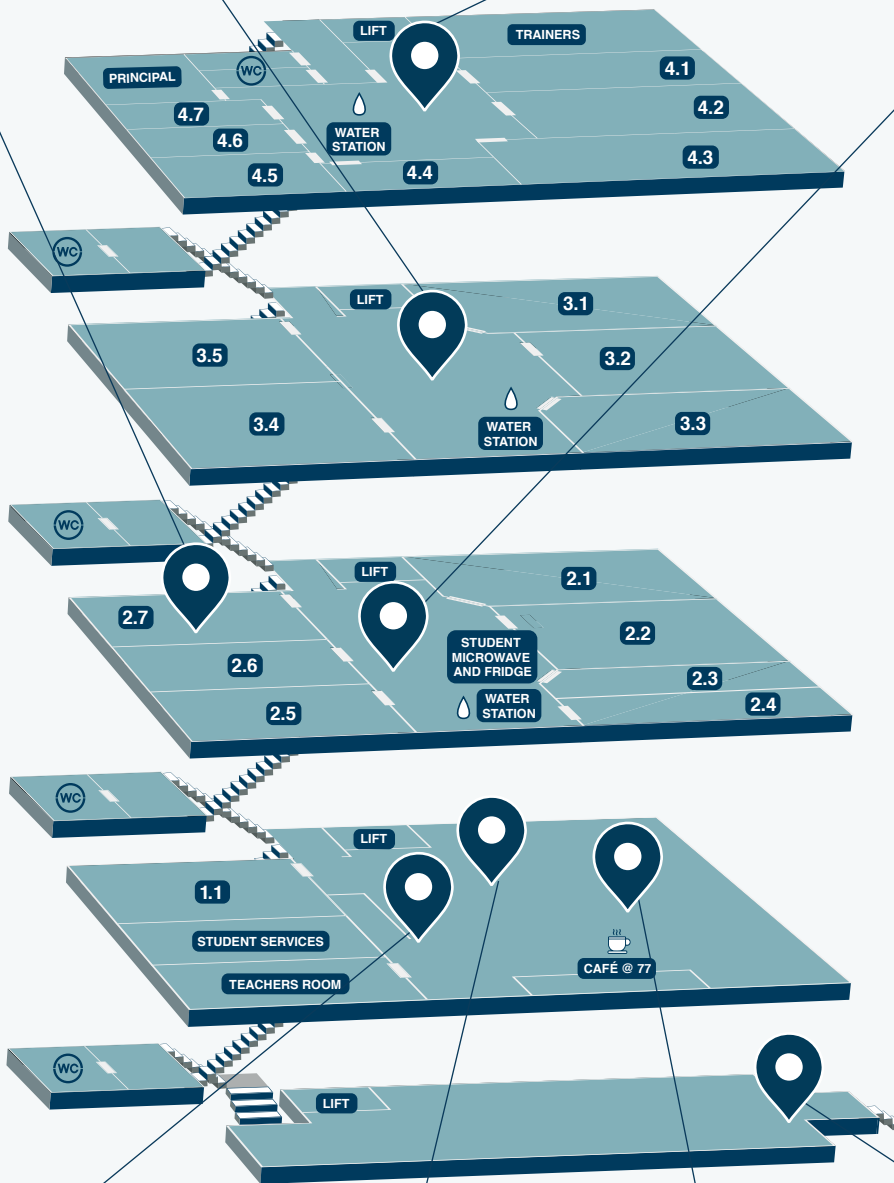 LIFT
TRAINERS
PRINCIPAL
WC
4.1
4.7
4.2
WATER
STATION
4.6
4.3
4.5
4.4
WC
LIFT
3.1
3.5
3.2
3.4
WATER
STATION
3.3
WC
LIFT
2.1
2.7
2.2
STUDENT
MICROWAVE
AND FRIDGE
2.6
2.3
2.5
WATER
STATION
2.4
WC
LIFT
1.1
STUDENT SERVICES
CAFÉ @ 77
TEACHERS ROOM
WC
LIFT